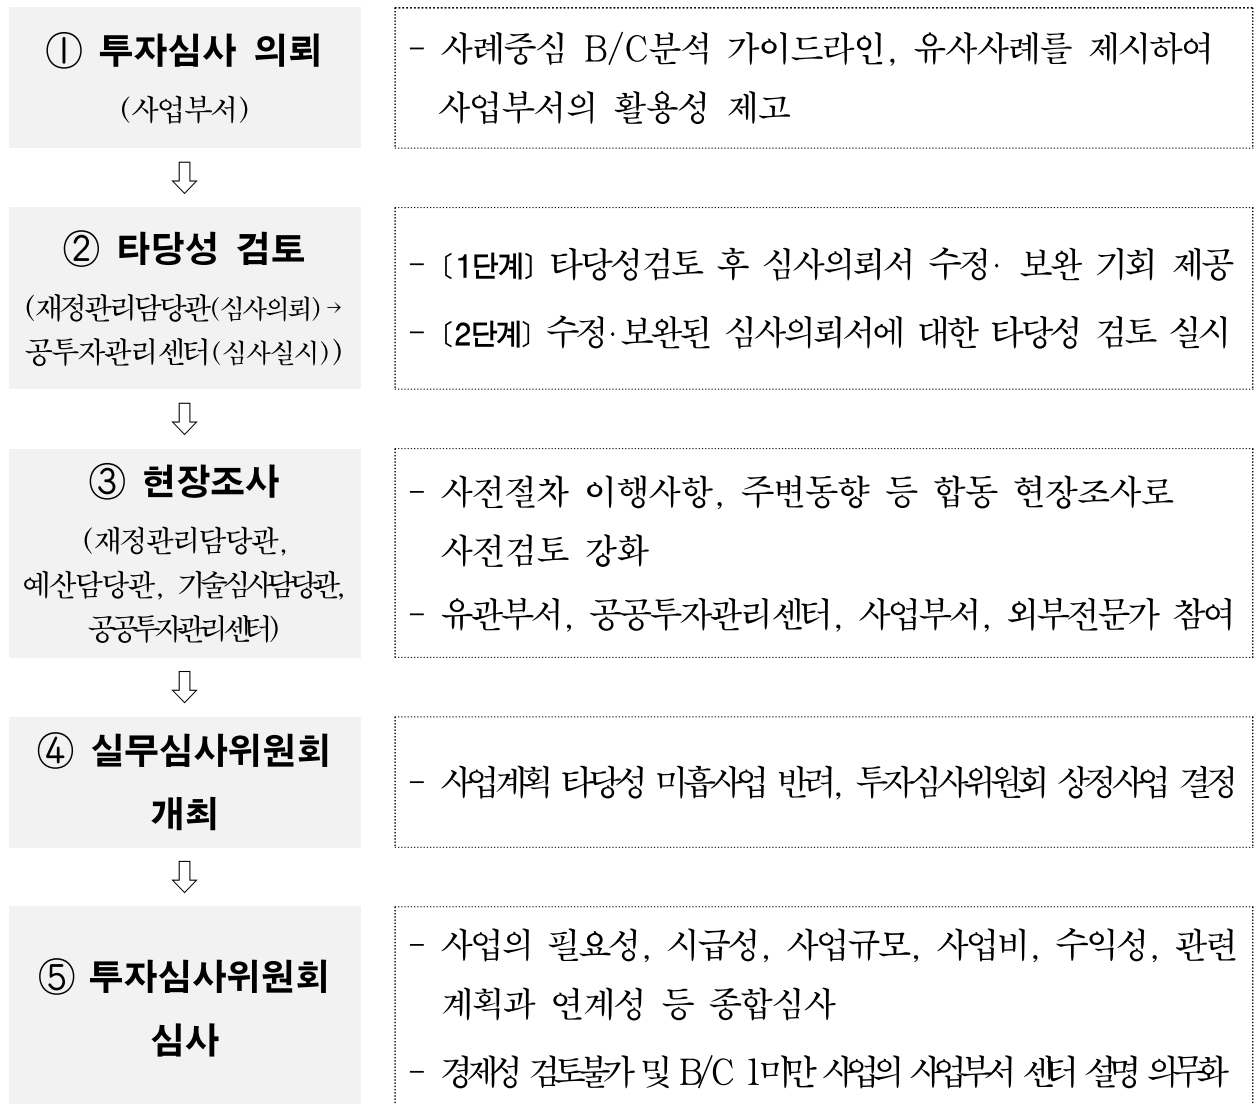 ① 투자심사 의뢰
(사업부서)
- 사례중심 B/C분석 가이드라인, 유사사례를 제시하여
사업부서의 활용성 제고
⇩
② 타당성 검토
(재정관리담당관(심사의뢰)→
공투자관리센터(심사실시))
- 〔1단계〕 타당성검토 후 심사의뢰서 수정· 보완 기회 제공
- 〔2단계〕 수정·보완된 심사의뢰서에 대한 타당성 검토 실시
⇩
③ 현장조사
(재정관리담당관,
예산담당관, 기술심사담당관,
공공투자관리센터)
- 사전절차 이행사항, 주변동향 등 합동 현장조사로
사전검토 강화
- 유관부서, 공공투자관리센터, 사업부서, 외부전문가 참여
⇩
④ 실무심사위원회
개최
- 사업계획 타당성 미흡사업 반려, 투자심사위원회 상정사업 결정
⇩
⑤ 투자심사위원회
심사
- 사업의 필요성, 시급성, 사업규모, 사업비, 수익성, 관련
계획과 연계성 등 종합심사
- 경제성 검토불가 및 B/C 1미만 사업의 사업부서 센터 설명 의무화